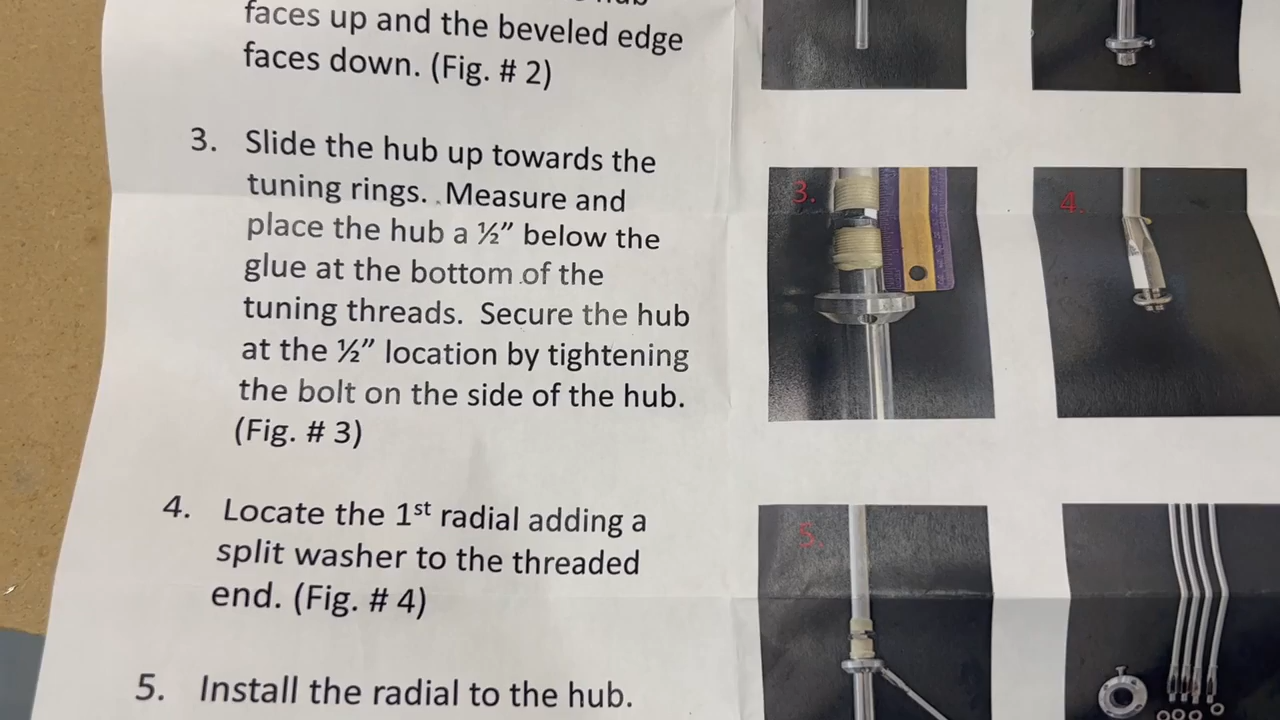 faces up and the beveled edge
faces down. (Fig. # 2)
3. Slide the hub up towards the
tuning rings. Measure and
place the hub a ½” below the
glue at the bottom of the
tuning threads. Secure the hub
at the ½” location by tightening
the bolt on the side of the hub.
(Fig. # 3)
4. Locate the 1st radial adding a
split washer to the threaded
end. (Fig. # 4)
5. Install the radial to the hub.
3.
4.
5.